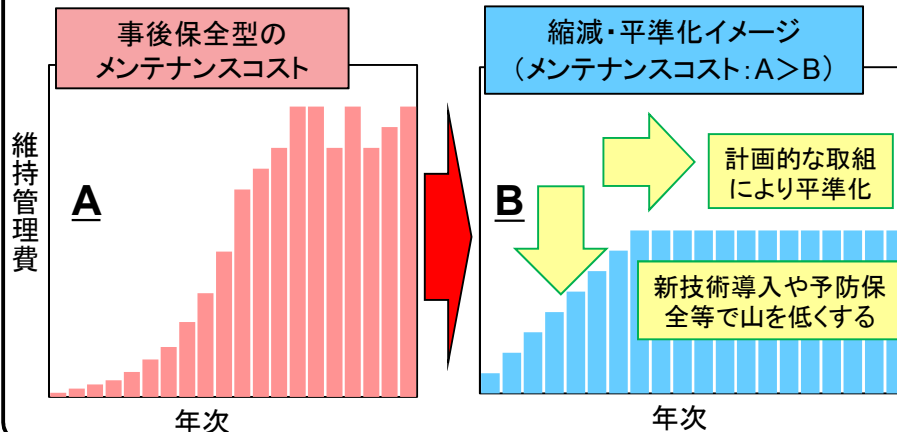 事後保全型の
メンテナンスコスト
維持管理費
A
年次
縮減・平準化イメージ
（メンテナンスコスト：A＞B）
B
計画的な取組
により平準化
新技術導入や予防保
全等で山を低くする
年次